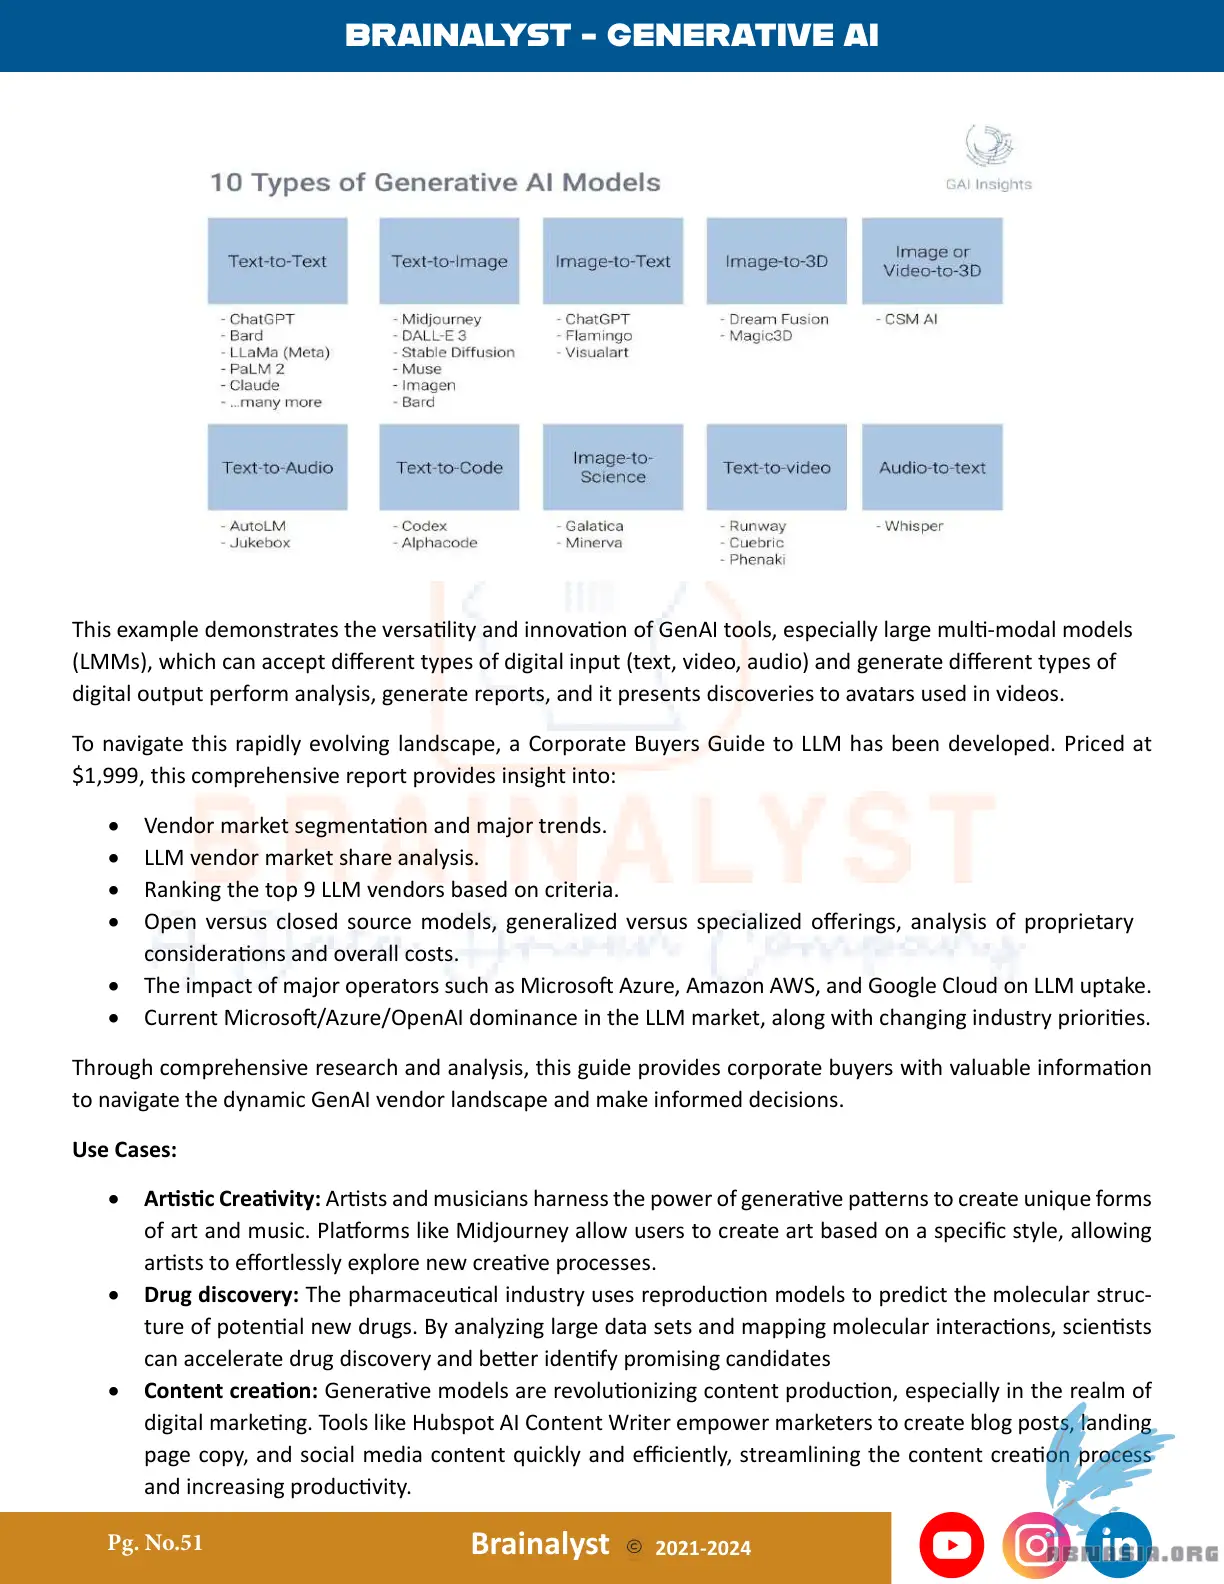 BRAINALYST - GENERATIVE AI
GAI Insights
10 Types of Generative AI Models
Text-to-Text
Text-to-Image
Image-to-Text
Image-to-3D
Image or
Video-to-3D
- ChatGPT
- Bard
- LLaMa (Meta)
- PaLM 2
- Claude
- ...many more
- Midjourney
- DALL-E 3
- Stable Diffusion
- Muse
- Imagen
- Bard
- ChatGPT
- Flamingo
- Visualart
- Dream Fusion
- Magic3D
- CSM AI
Text-to-Audio
Text-to-Code
Image-to-
Science
Text-to-video
Audio-to-text
- AutoLM
- Jukebox
- Codex
- Alphacode
- Galatica
- Minerva
- Runway
- Cuebric
- Phenaki
- Whisper
This example demonstrates the versatility and innovation of GenAI tools, especially large multi-modal models
(LMMs), which can accept different types of digital input (text, video, audio) and generate different types of
digital output perform analysis, generate reports, and it presents discoveries to avatars used in videos.
To navigate this rapidly evolving landscape, a Corporate Buyers Guide to LLM has been developed. Priced at
$1,999, this comprehensive report provides insight into:
• Vendor market segmentation and major trends.
• LLM vendor market share analysis.
• Ranking the top 9 LLM vendors based on criteria.
• Open versus closed source models, generalized versus specialized offerings, analysis of proprietary
considerations and overall costs.
• The impact of major operators such as Microsoft Azure, Amazon AWS, and Google Cloud on LLM uptake.
• Current Microsoft/Azure/OpenAI dominance in the LLM market, along with changing industry priorities.
Through comprehensive research and analysis, this guide provides corporate buyers with valuable information
to navigate the dynamic GenAI vendor landscape and make informed decisions.
Use Cases:
• Artistic Creativity: Artists and musicians harness the power of generative patterns to create unique forms
of art and music. Platforms like Midjourney allow users to create art based on a specific style, allowing
artists to effortlessly explore new creative processes.
• Drug discovery: The pharmaceutical industry uses reproduction models to predict the molecular struc-
ture of potential new drugs. By analyzing large data sets and mapping molecular interactions, scientists
can accelerate drug discovery and better identify promising candidates
• Content creation: Generative models are revolutionizing content production, especially in the realm of
digital marketing. Tools like Hubspot AI Content Writer empower marketers to create blog posts, landing
page copy, and social media content quickly and efficiently, streamlining the content creation process
and increasing productivity.
BRAINALYST
A Data Driven Company
Pg. No.51
Brainalyst © 2021-2024
in
ABNASIA.ORG